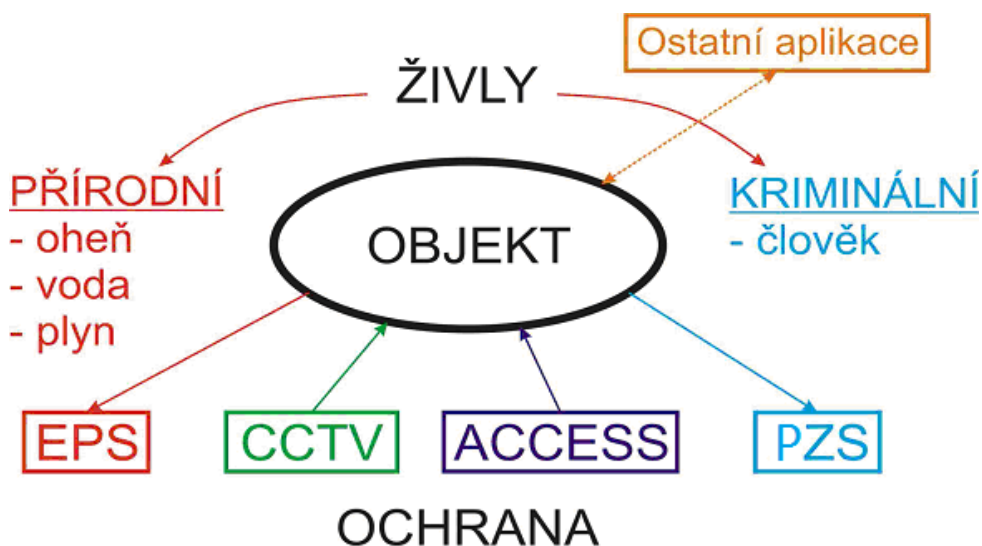 Ostatní aplikace
ŽIVLY
PŘÍRODNÍ
- oheň
- voda
- plyn
KRIMINÁLNÍ
- člověk
OBJEKT
EPS
CCTV
ACCESS
PZS
OCHRANA